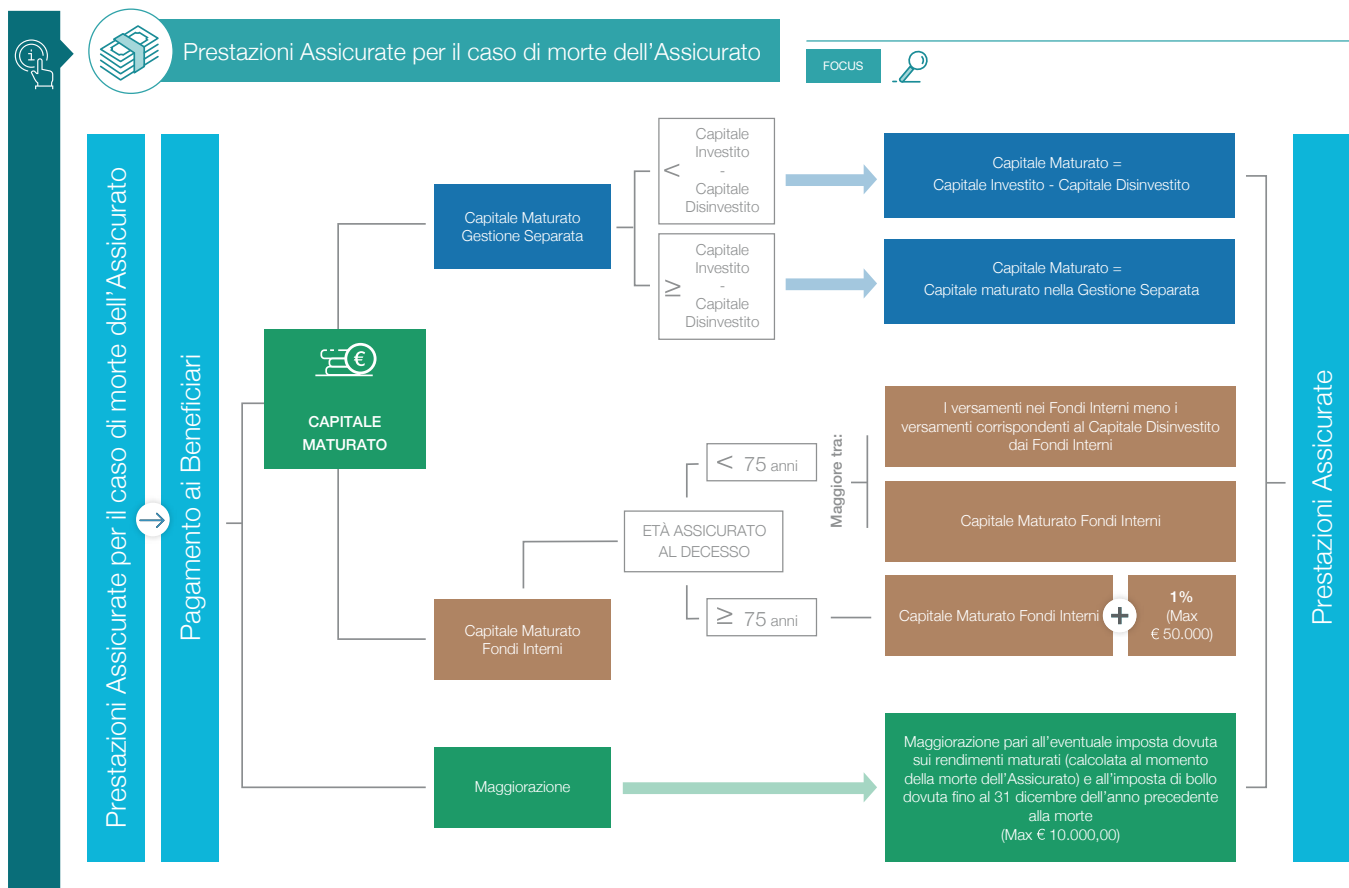 Prestazioni Assicurate per il caso di morte dell'Assicurato
FOCUS
Prestazioni Assicurate per il caso di morte dell'Assicurato
Pagamento ai Beneficiari
€
CAPITALE
MATURATO
Capitale Maturato
Gestione Separata
<
Capitale
Investito
-
Capitale
Disinvestito
≥
Capitale
Investito
-
Capitale
Disinvestito
Capitale Maturato =
Capitale Investito - Capitale Disinvestito
Capitale Maturato =
Capitale maturato nella Gestione Separata
Capitale Maturato
Fondi Interni
ETÀ ASSICURATO
AL DECESSO
< 75 anni
Maggiore tra:
I versamenti nei Fondi Interni meno i
versamenti corrispondenti al Capitale Disinvestito
dai Fondi Interni
Capitale Maturato Fondi Interni
≥ 75 anni
Capitale Maturato Fondi Interni
+
1%
(Max
€ 50.000)
Maggiorazione
Maggiorazione pari all'eventuale imposta dovuta
sui rendimenti maturati (calcolata al momento
della morte dell'Assicurato) e all'imposta di bollo
dovuta fino al 31 dicembre dell'anno precedente
alla morte
(Max € 10.000,00)
Prestazioni Assicurate